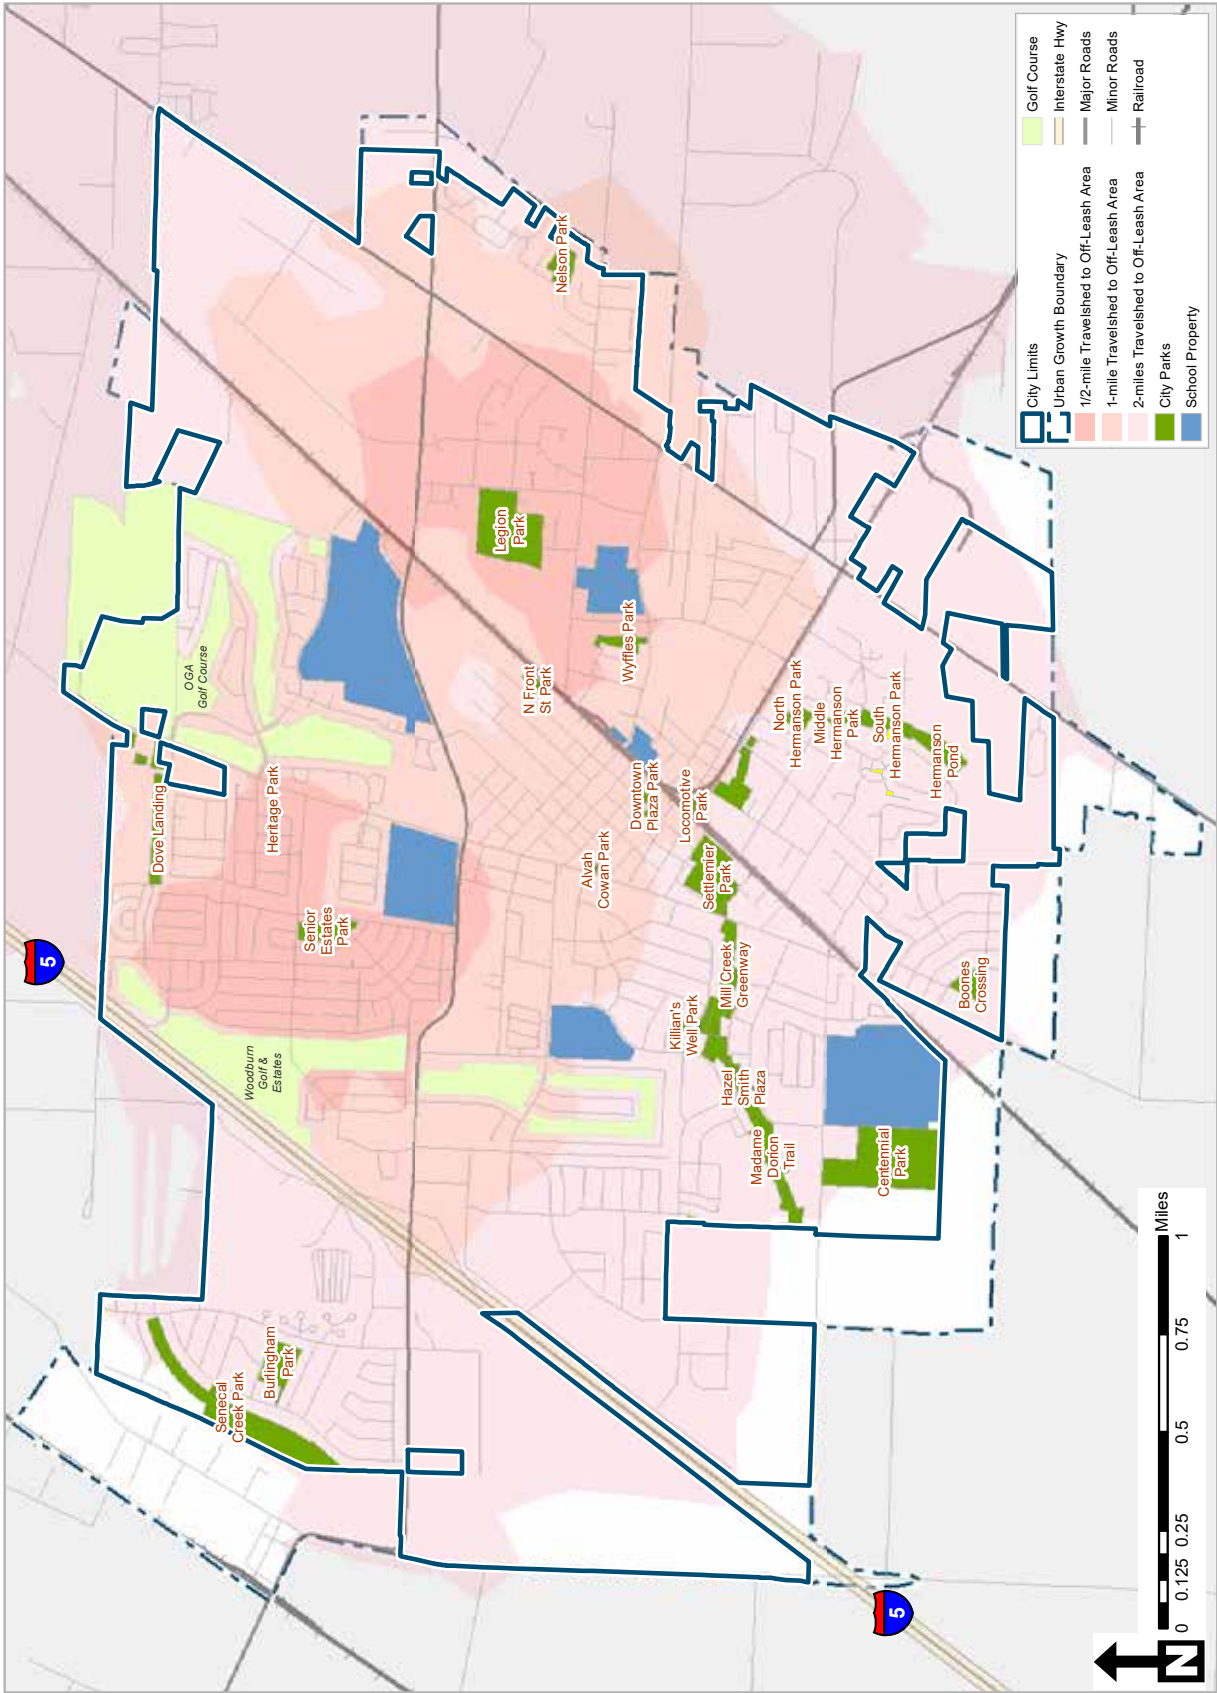 5
Senecal
Creek Park
Burlingham
Park
Woodburn
Golf &
Estates
Senior
Estates
Park
Dove Landing
Heritage Park
OGA
Golf Course
N Front
St Park
Legion
Park
Nelson Park
Wyffles Park
Alvah
Cowan Park
Downtown
Plaza Park
Locomotive
Park
Settlemier
Park
Mill Creek
Greenway
Killian's
Well Park
Hazel
Smith
Plaza
Madame
Dorion
Trail
Centennial
Park
North
Hermanson Park
Middle
Hermanson
Park
South
Hermanson Park
Hermanson
Pond
Boones
Crossing
5
N
0 0.125 0.25 0.5 0.75 1
Miles
City Limits
Urban Growth Boundary
1/2-mile Travelshed to Off-Leash Area
1-mile Travelshed to Off-Leash Area
2-miles Travelshed to Off-Leash Area
City Parks
School Property
Golf Course
Interstate Hwy
Major Roads
Minor Roads
Railroad